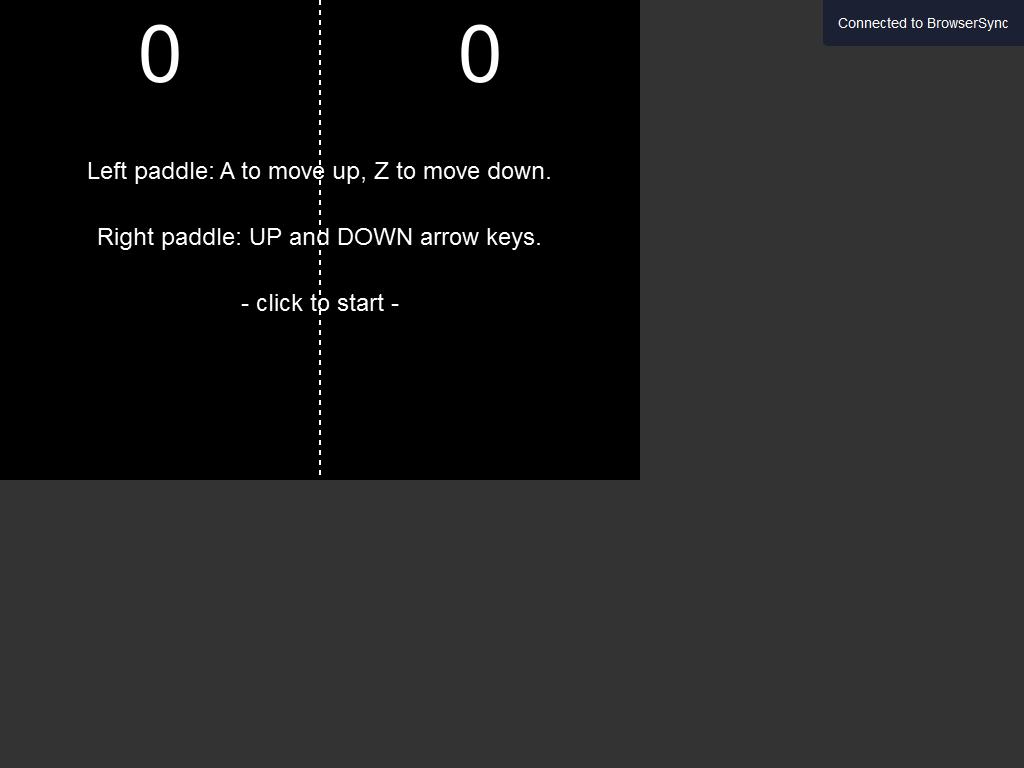 Connected to BrowserSync
0 0
Left paddle: A to move up, Z to move down.
Right paddle: UP and DOWN arrow keys.
- click to start -